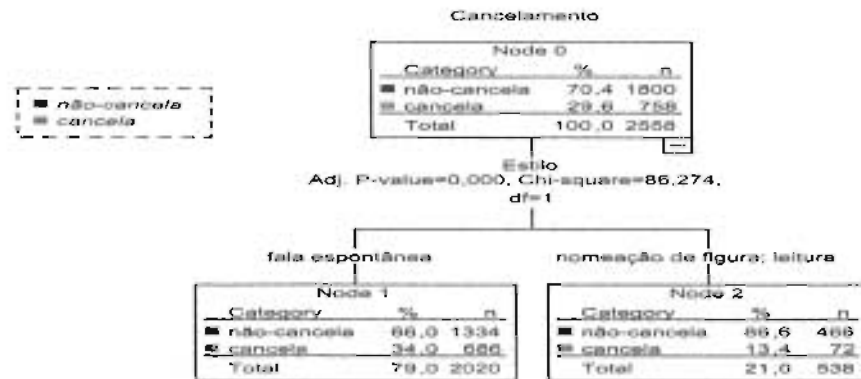 Cancelamento
Node 0
Category % n
não-cancela 70,4 1800
cancela 29,6 758
Total 100,0 2558
não-cancela
cancela
Estilo
Adj. P-value=0,000, Chi-square=86,274,
df=1
fala espontânea
Node 1
Category % n
não-cancela 66,0 1334
cancela 34,0 686
Total 79,0 2020
nomeação de figura; leitura
Node 2
Category % n
não-cancela 86,6 466
cancela 13,4 72
Total 21,0 538